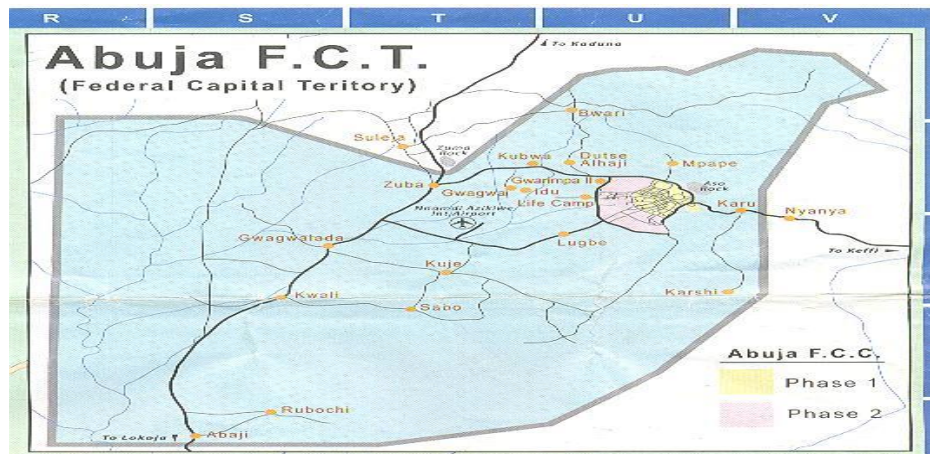 R S T U V
Abuja F.C.T.
(Federal Capital Teritory)
To Kaduna
Bwari
Suleja
Zuma
Rock
Kubwa
Dutse
Alhaji
Mpape
Zuba
Gwagwa
Gwarimpa II
Idu
Life Camp
Aso
Rock
Karu
Nyanya
Nnamdi Azikiwe
Int/Airport
Gwagwalada
Lugbe
To Keffi
Kuje
Karshi
Kwali
Sabo
Abuja F.C.C.
Phase 1
Phase 2
Rubochi
To Lokoja
Abaji